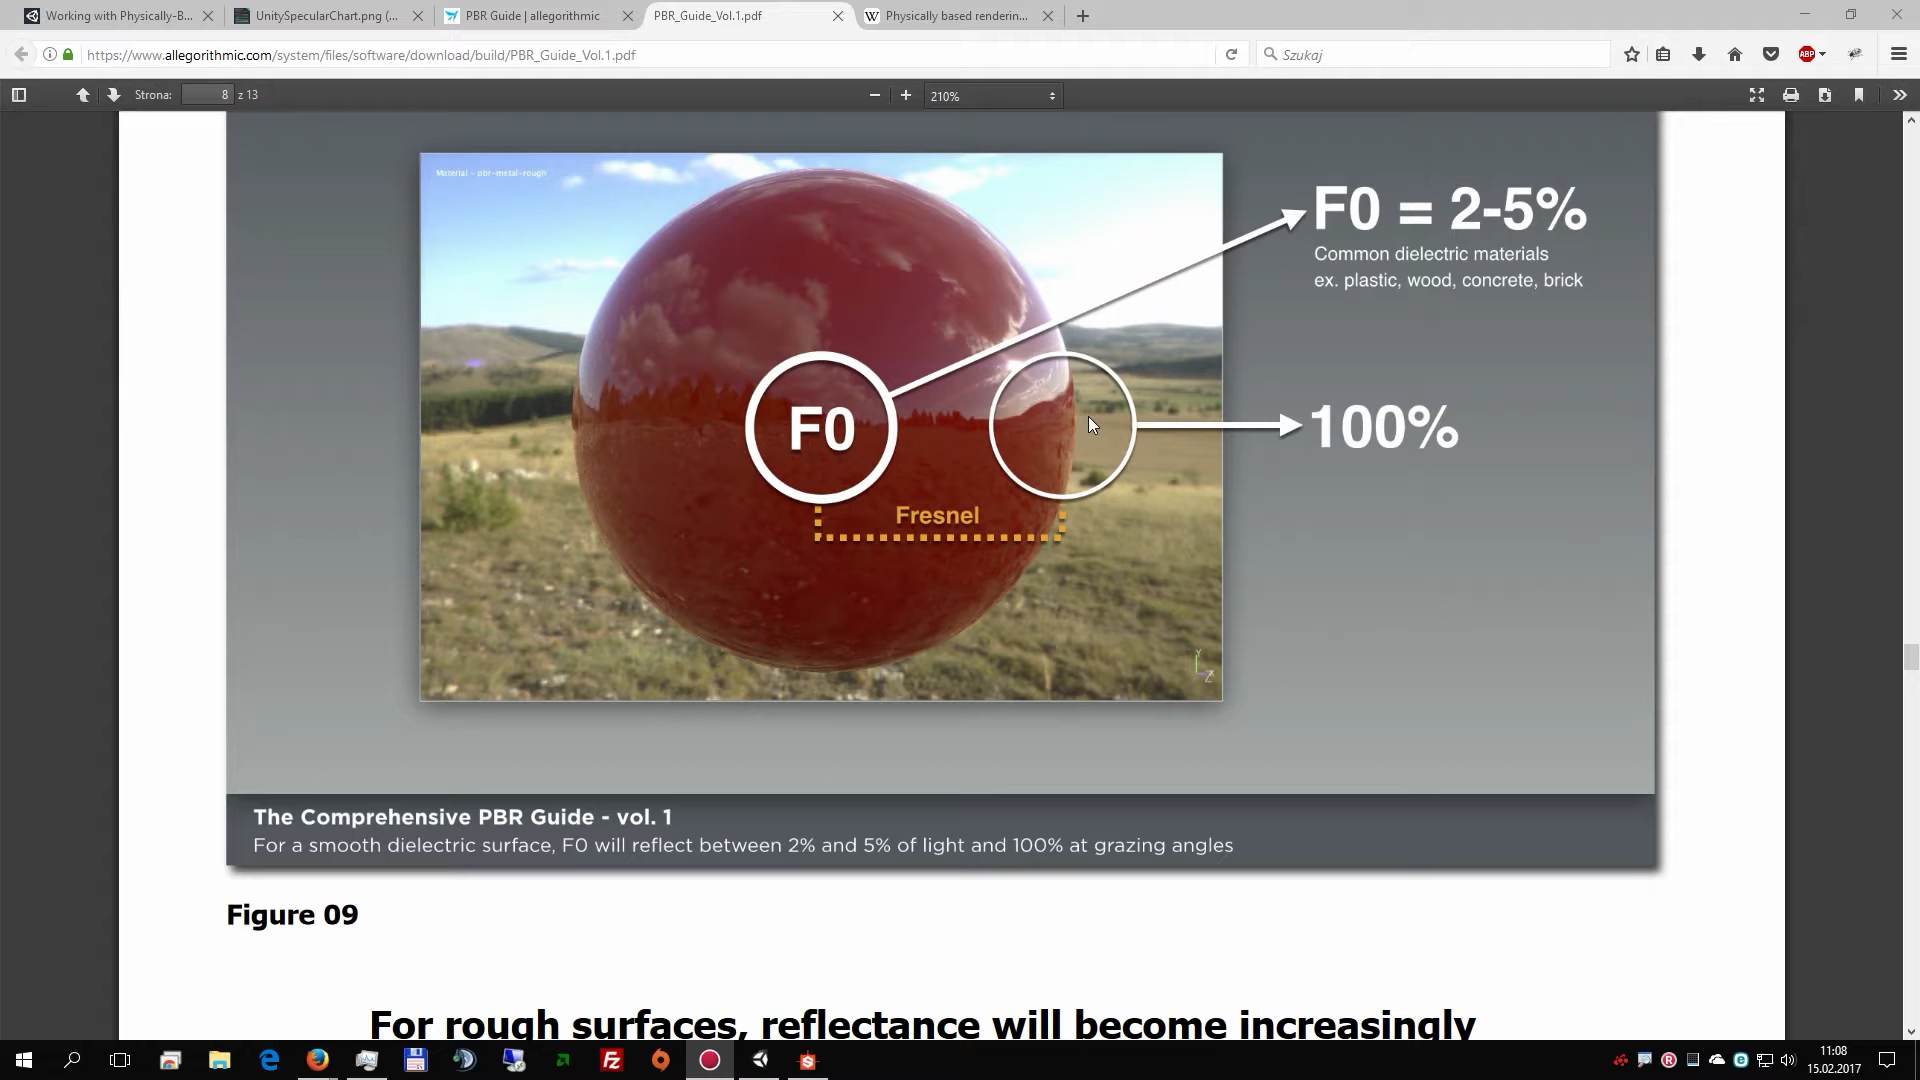 Working with Physically-B...
UnitySpecularChart.png (...
PBR Guide | allegorithmic
PBR_Guide_Vol.1.pdf
W Physically based renderin...
https://www.allegorithmic.com/system/files/software/download/build/PBR_Guide_Vol.1.pdf
Szukaj
ABP
Strona: 8 z 13
210%
Material - pbr-metal-rough
F0 = 2-5%
Common dielectric materials
ex. plastic, wood, concrete, brick
F0
100%
Fresnel
Y
Z
The Comprehensive PBR Guide - vol. 1
For a smooth dielectric surface, F0 will reflect between 2% and 5% of light and 100% at grazing angles
Figure 09
For rough surfaces, reflectance will become increasingly
11:08
15.02.2017